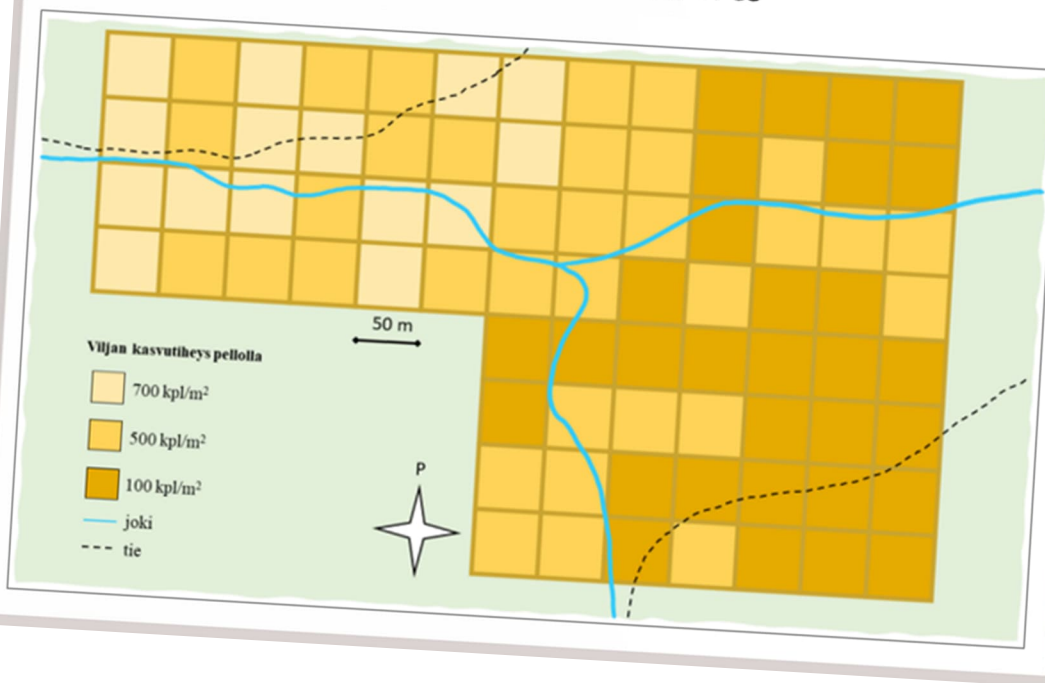 50 m
Viljan kasvutiheys pellolla
700 kpl/m²
500 kpl/m²
100 kpl/m²
joki
tie
P